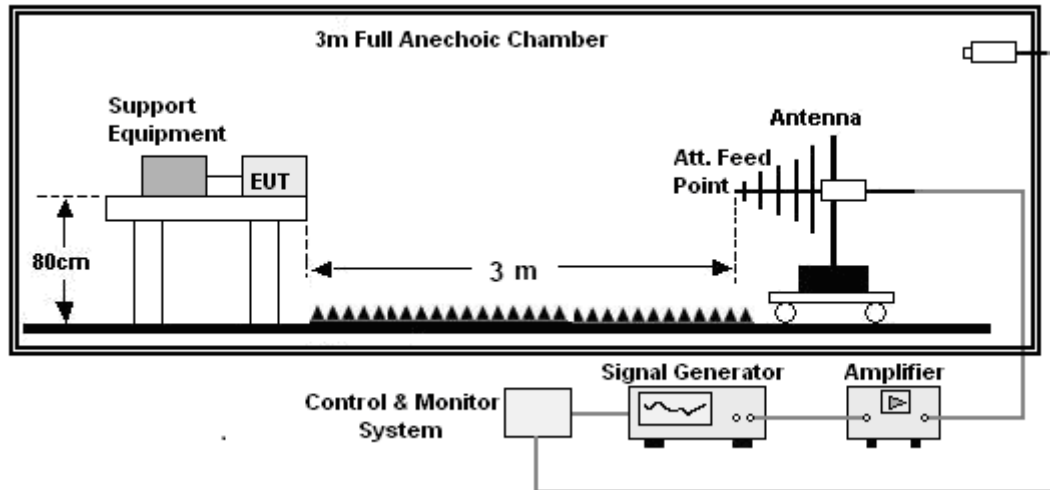 3m Full Anechoic Chamber
Support
Equipment
EUT
Antenna
Att. Feed
Point
80cm
3 m
Signal Generator
Amplifier
Control & Monitor
System